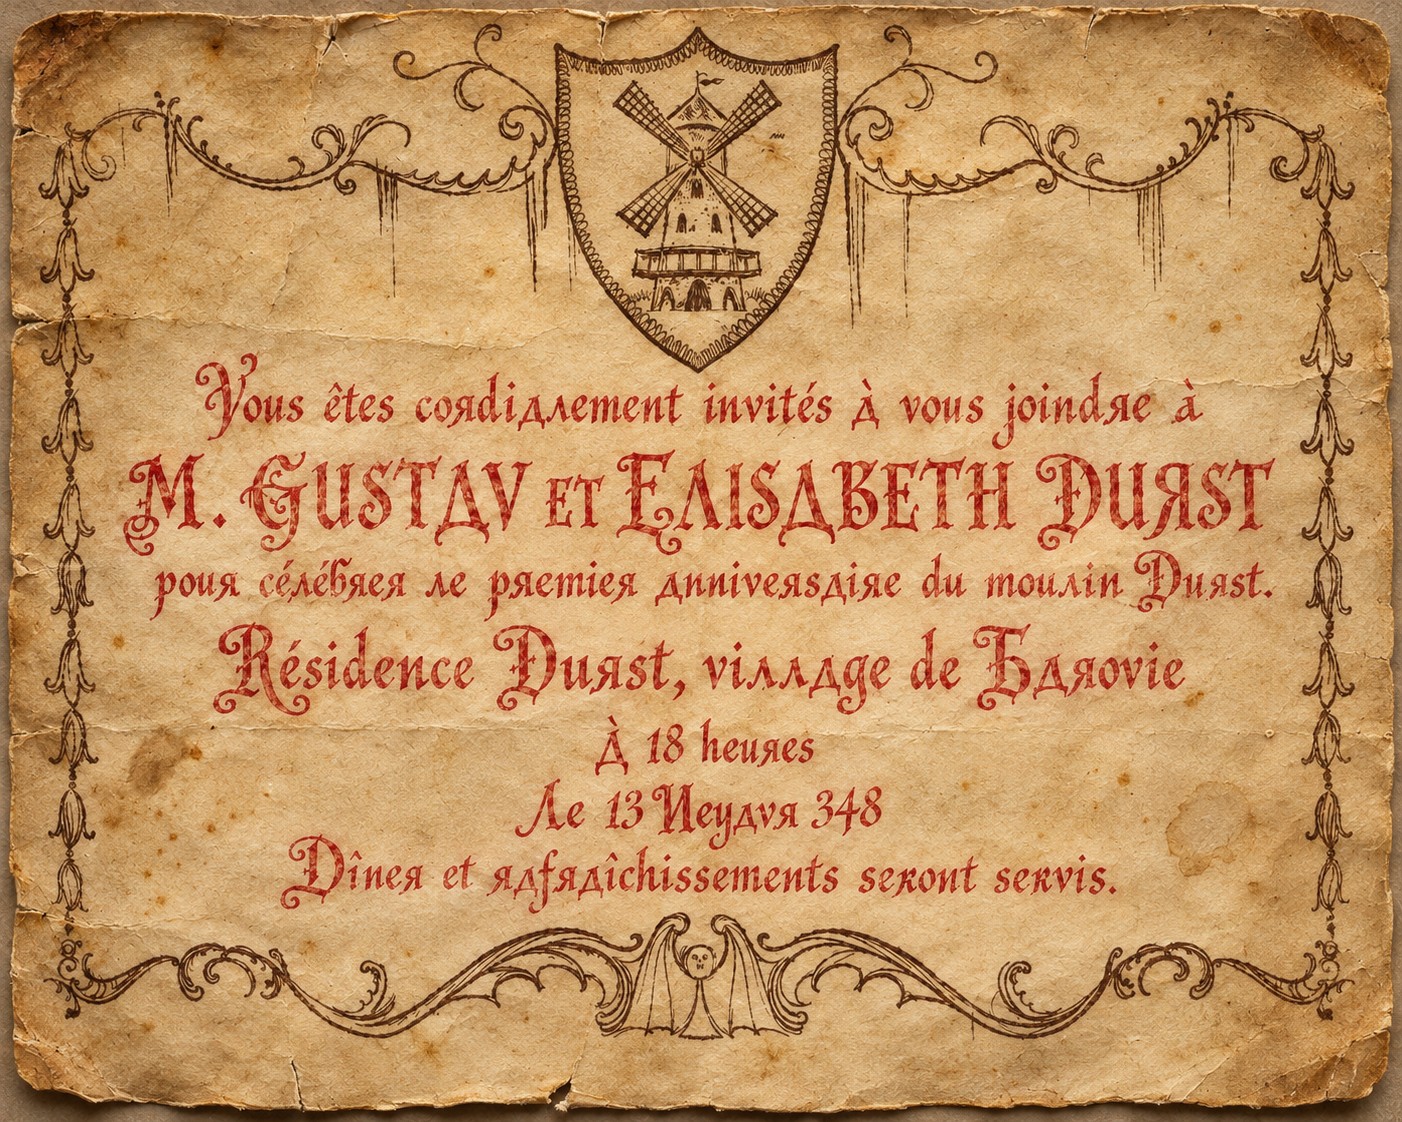 Vous êtes cordialement invités à vous joindre à
M. GUSTAV ET ELISABETH DURST
pour célébrer le premier anniversaire du moulin Durst.
Résidence Durst, village de Barovie
À 18 heures
Le 13 Neyavr 348
Dîner et rafraîchissements seront servis.